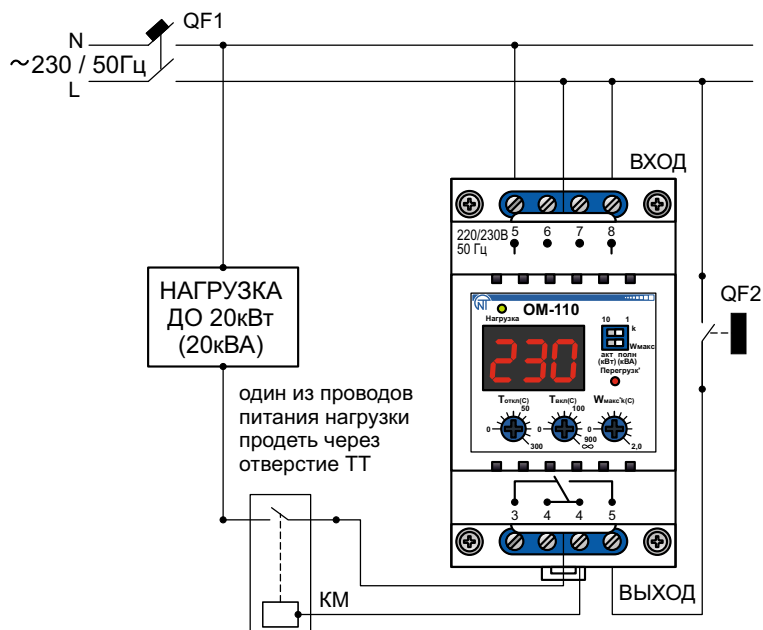 QF1
N
~230 / 50Гц
L
ВХОД
220/230В 5 6 7 8
50 Гц
QF2
НАГРУЗКА
ДО 20кВт
(20кВА)
NT
ОМ-110
Нагрузка
10 1
k
230
Wмакс
акт полн
(кВт) (кВА)
Перегрузк'
Tоткл(С) Tвкл(С) Wмакс*k(С)
50 100
0 0 0
300 900 2,0
∞
один из проводов
питания нагрузки
продеть через
отверстие ТТ
3 4 4 5
КМ
ВЫХОД